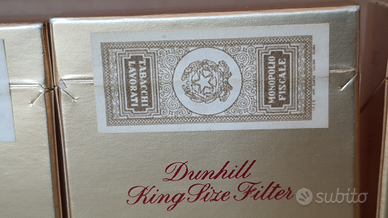 TABACCHI
LAVORATI
MONOPOLIO
FISCALE
Dunhill
King Size Filter
subito